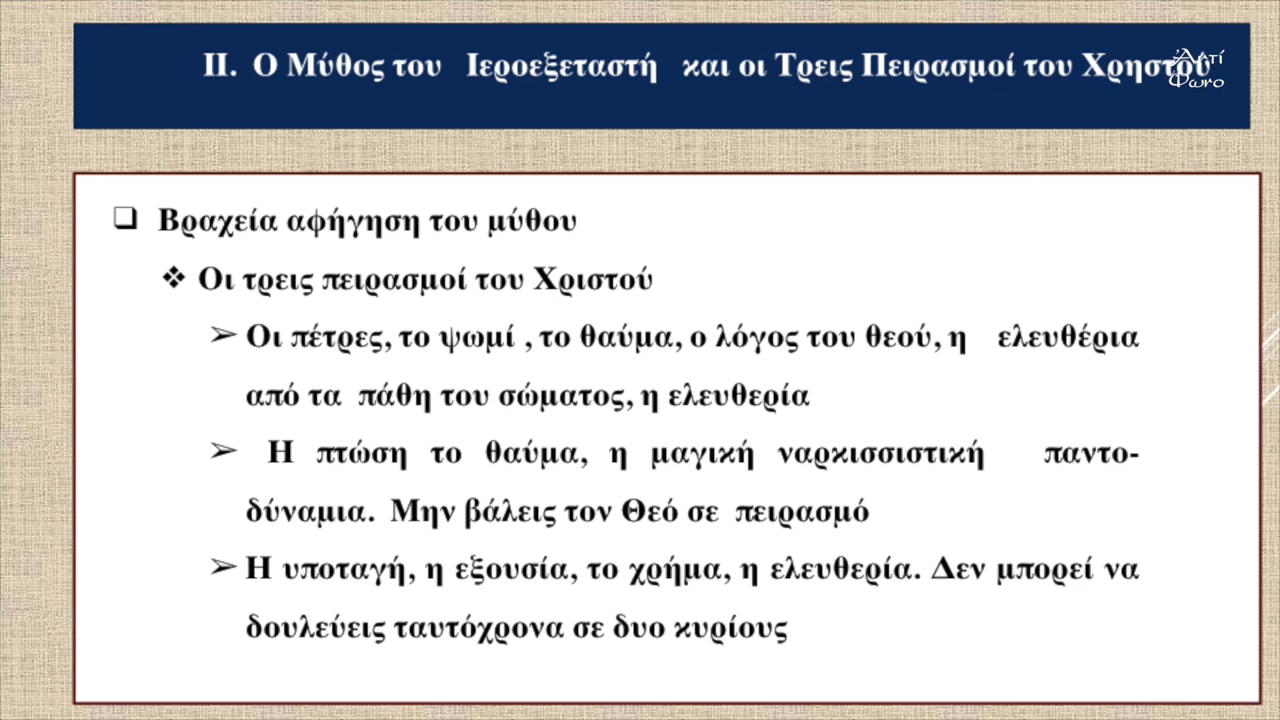 II. Ο Μύθος του Ιεροεξεταστή και οι Τρεις Πειρασμοί του Χρηστού
Ἀντί
Φωνο
❑ Βραχεία αφήγηση του μύθου
❖ Οι τρεις πειρασμοί του Χριστού
➢ Οι πέτρες, το ψωμί , το θαύμα, ο λόγος του θεού, η ελευθέρια
από τα πάθη του σώματος, η ελευθερία
➢ Η πτώση το θαύμα, η μαγική ναρκισσιστική παντο-
δύναμια. Μην βάλεις τον Θεό σε πειρασμό
➢ Η υποταγή, η εξουσία, το χρήμα, η ελευθερία. Δεν μπορεί να
δουλεύεις ταυτόχρονα σε δυο κυρίους